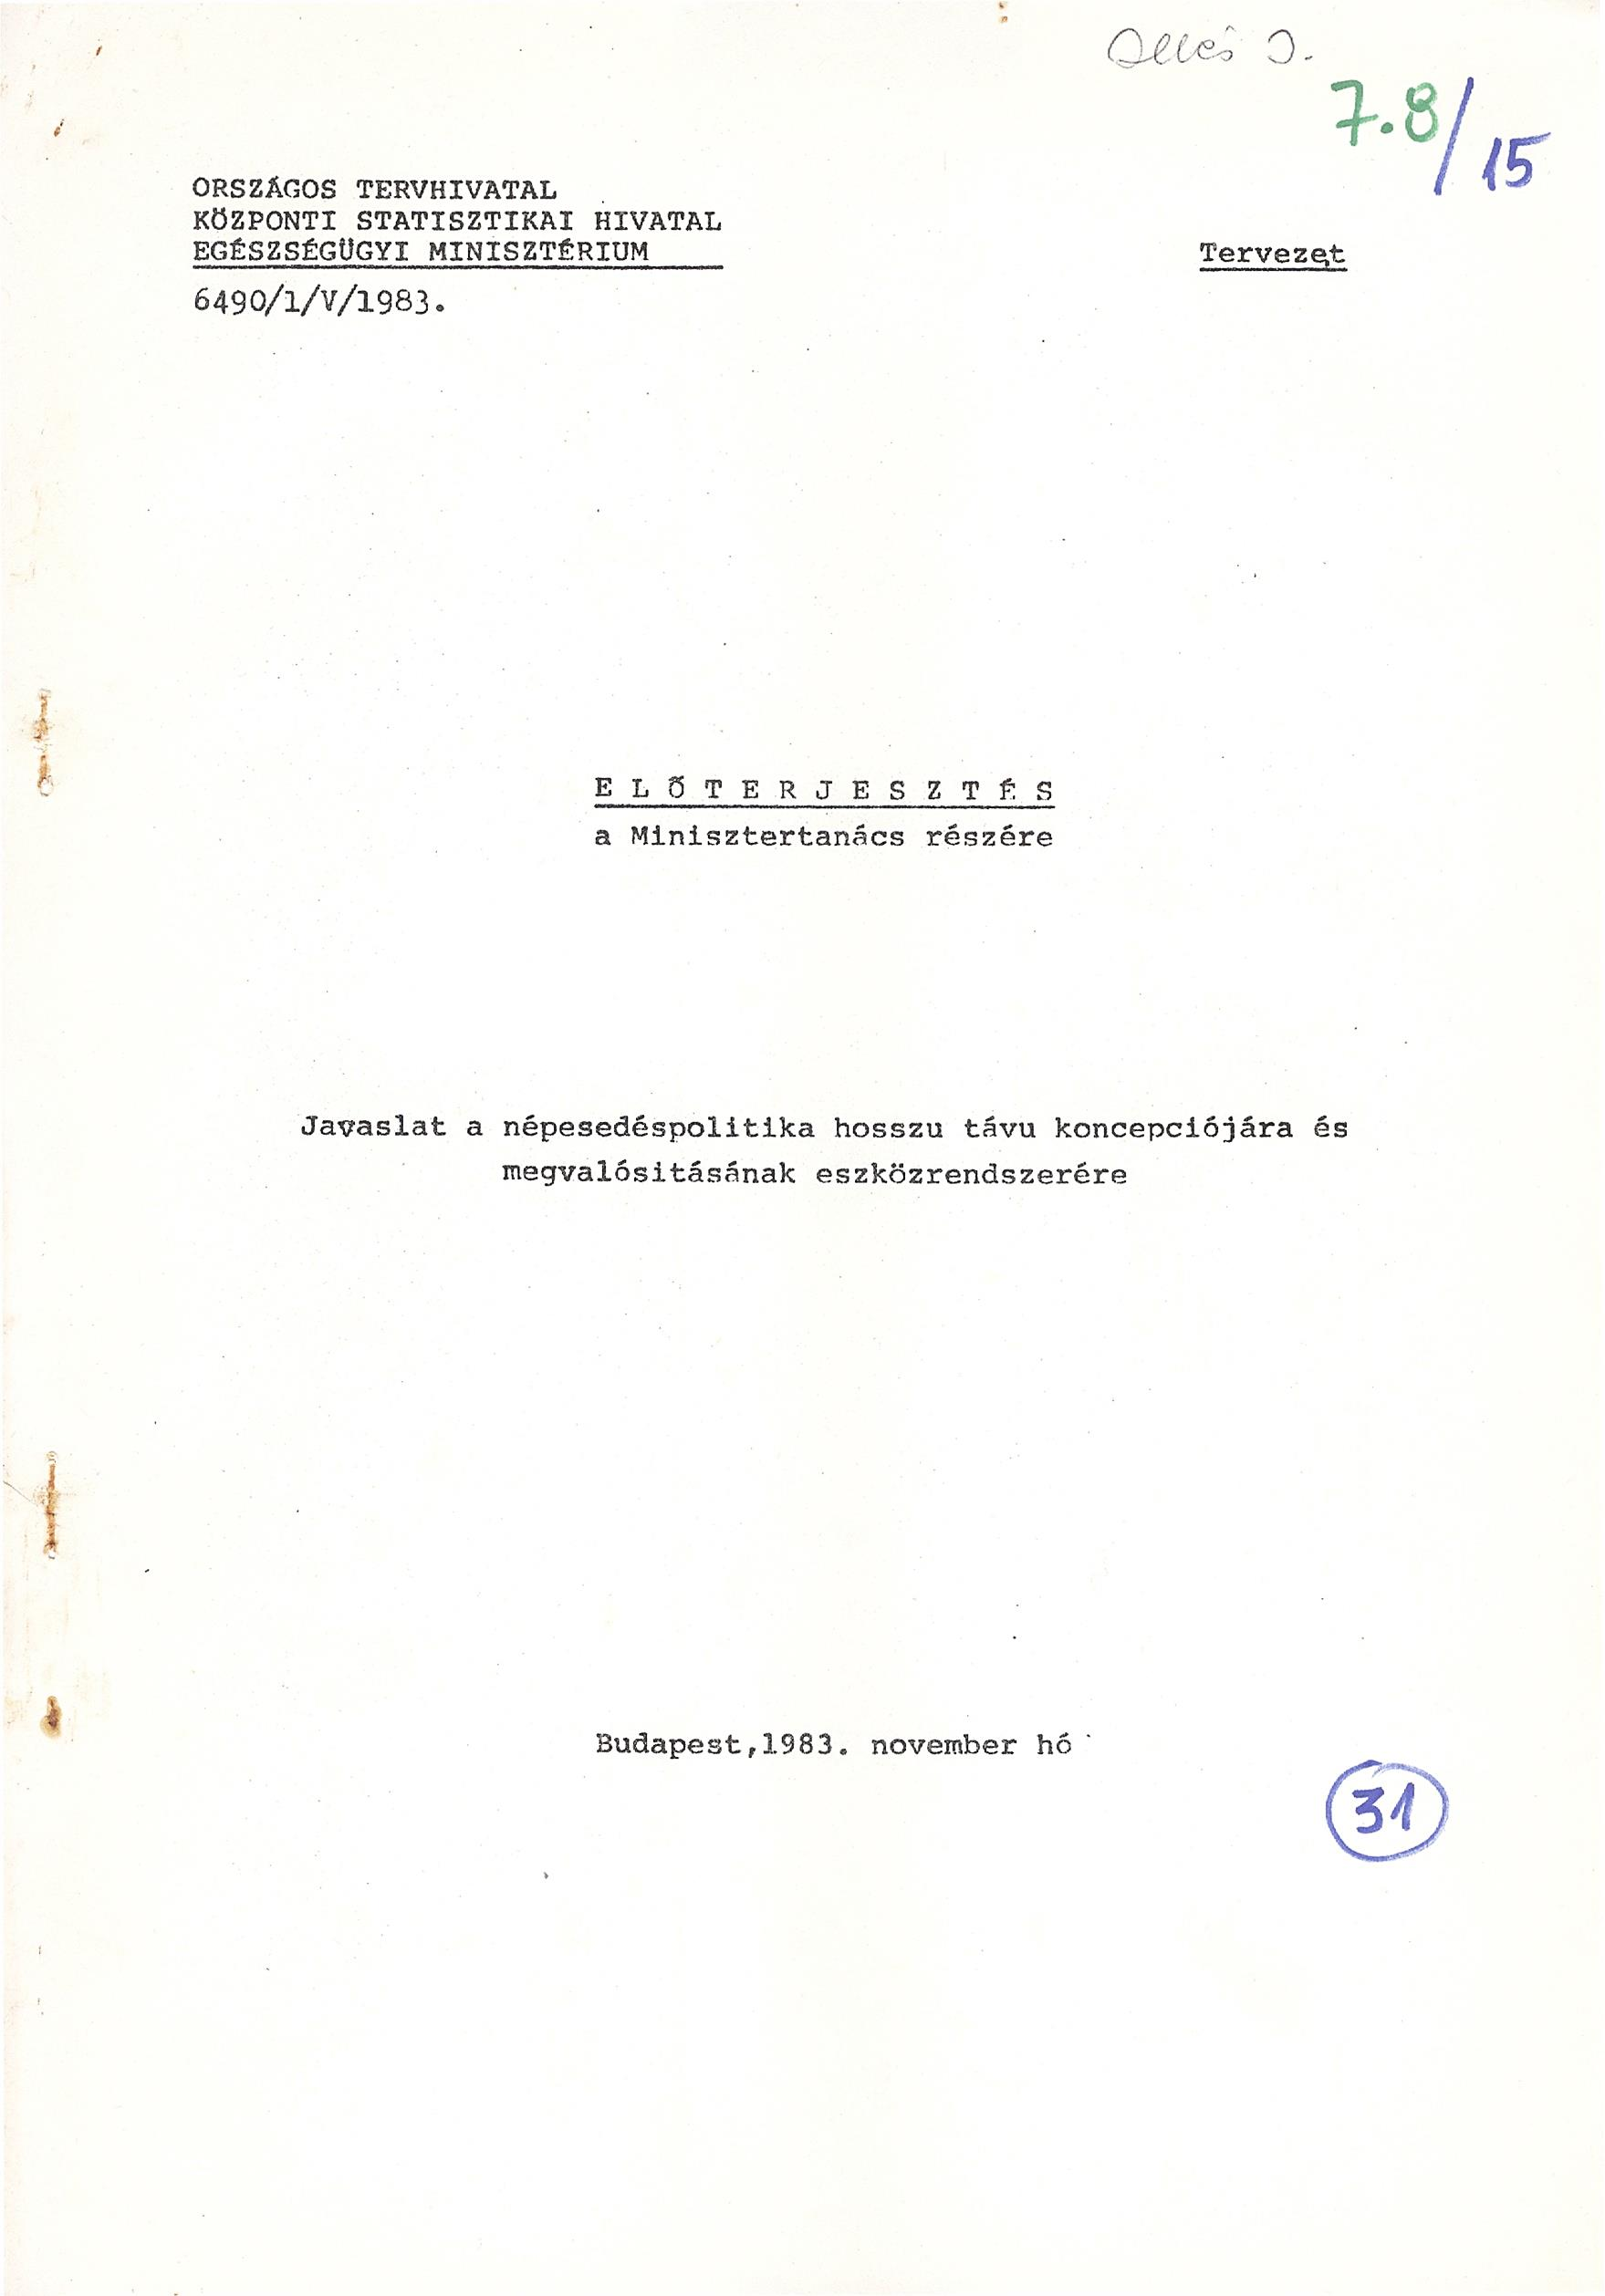 7.8/15
ORSZÁGOS TERVHIVATAL
KÖZPONTI STATISZTIKAI HIVATAL
EGÉSZSÉGÜGYI MINISZTÉRIUM
Tervezet
6490/1/V/1983.
E L Ő T E R J E S Z T É S
a Minisztertanács részére
Javaslat a népesedéspolitika hosszu távu koncepciójára és
megvalósitásának eszközrendszerére
Budapest,1983. november hó
31